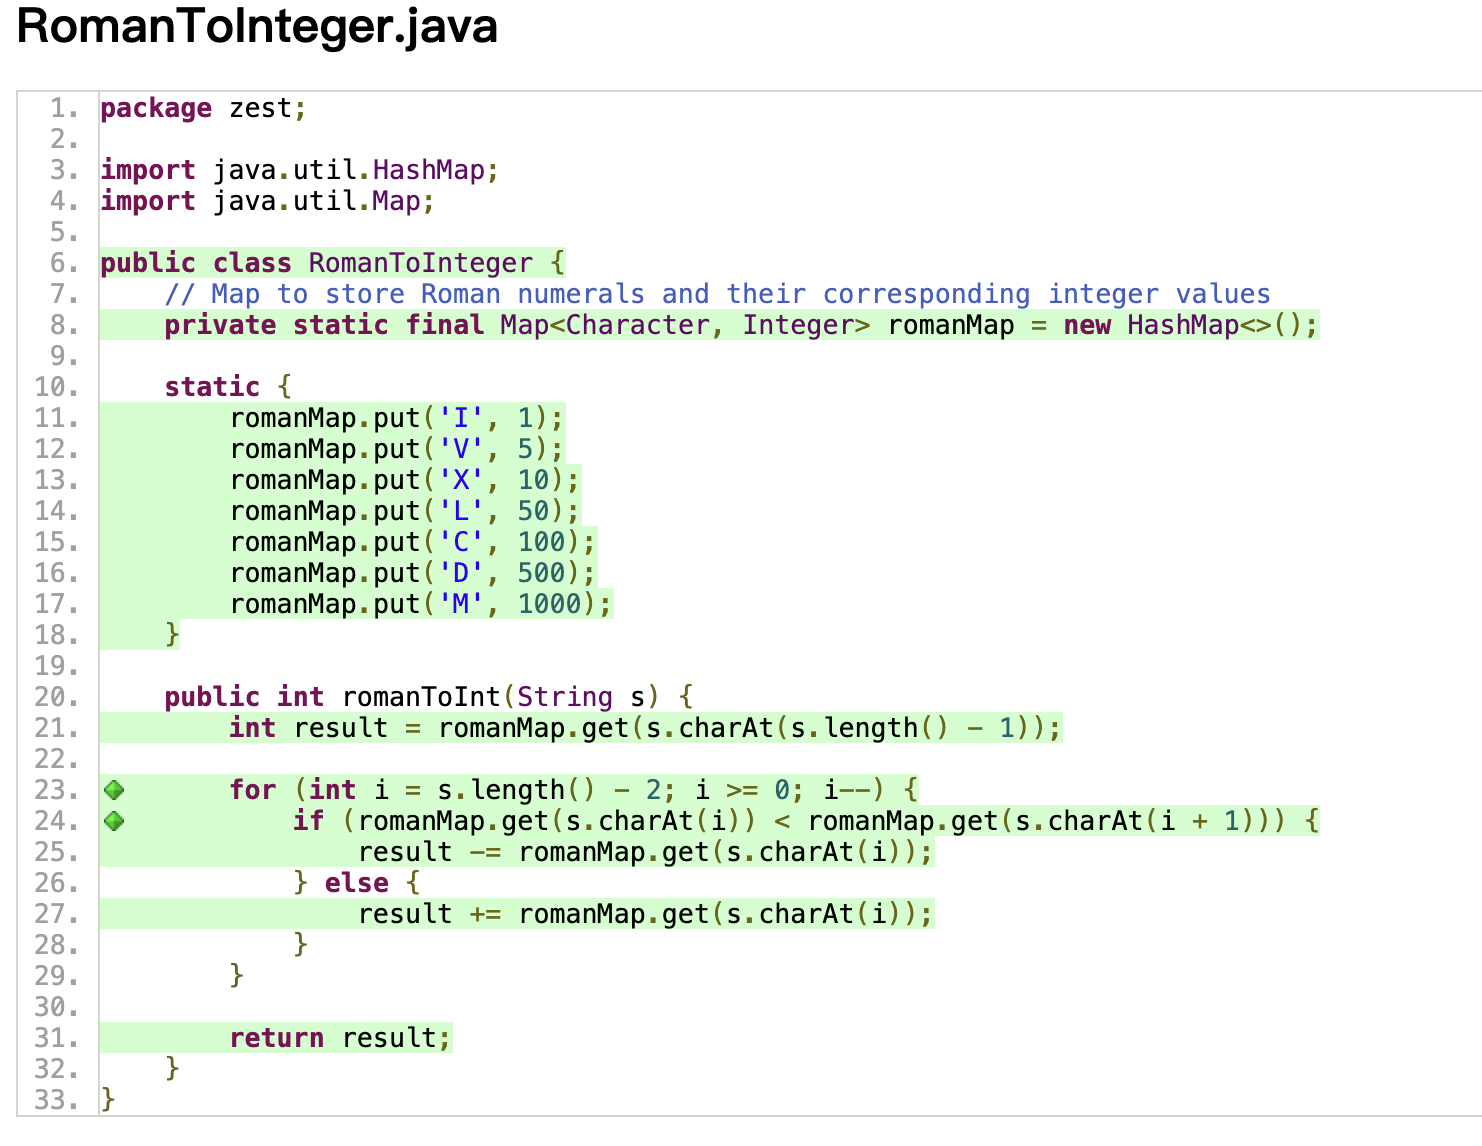 RomanToInteger.java
1. package zest;
2.
3. import java.util.HashMap;
4. import java.util.Map;
5.
6. public class RomanToInteger {
7.     // Map to store Roman numerals and their corresponding integer values
8.     private static final Map<Character, Integer> romanMap = new HashMap<>();
9.
10.     static {
11.         romanMap.put('I', 1);
12.         romanMap.put('V', 5);
13.         romanMap.put('X', 10);
14.         romanMap.put('L', 50);
15.         romanMap.put('C', 100);
16.         romanMap.put('D', 500);
17.         romanMap.put('M', 1000);
18.     }
19.
20.     public int romanToInt(String s) {
21.         int result = romanMap.get(s.charAt(s.length() - 1));
22.
23.         for (int i = s.length() - 2; i >= 0; i--) {
24.             if (romanMap.get(s.charAt(i)) < romanMap.get(s.charAt(i + 1))) {
25.                 result -= romanMap.get(s.charAt(i));
26.             } else {
27.                 result += romanMap.get(s.charAt(i));
28.             }
29.         }
30.
31.         return result;
32.     }
33. }